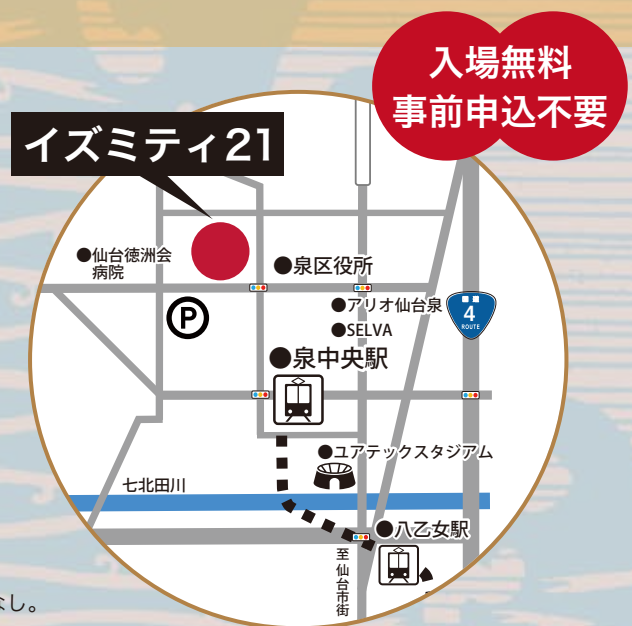 入場無料
事前申込不要
イズミティ21
●仙台徳洲会
病院
●泉区役所
P
●アリオ仙台泉
●SELVA
4
ROUTE
●泉中央駅
●ユアテックスタジアム
七北田川
●八乙女駅
至仙台市街
なし。